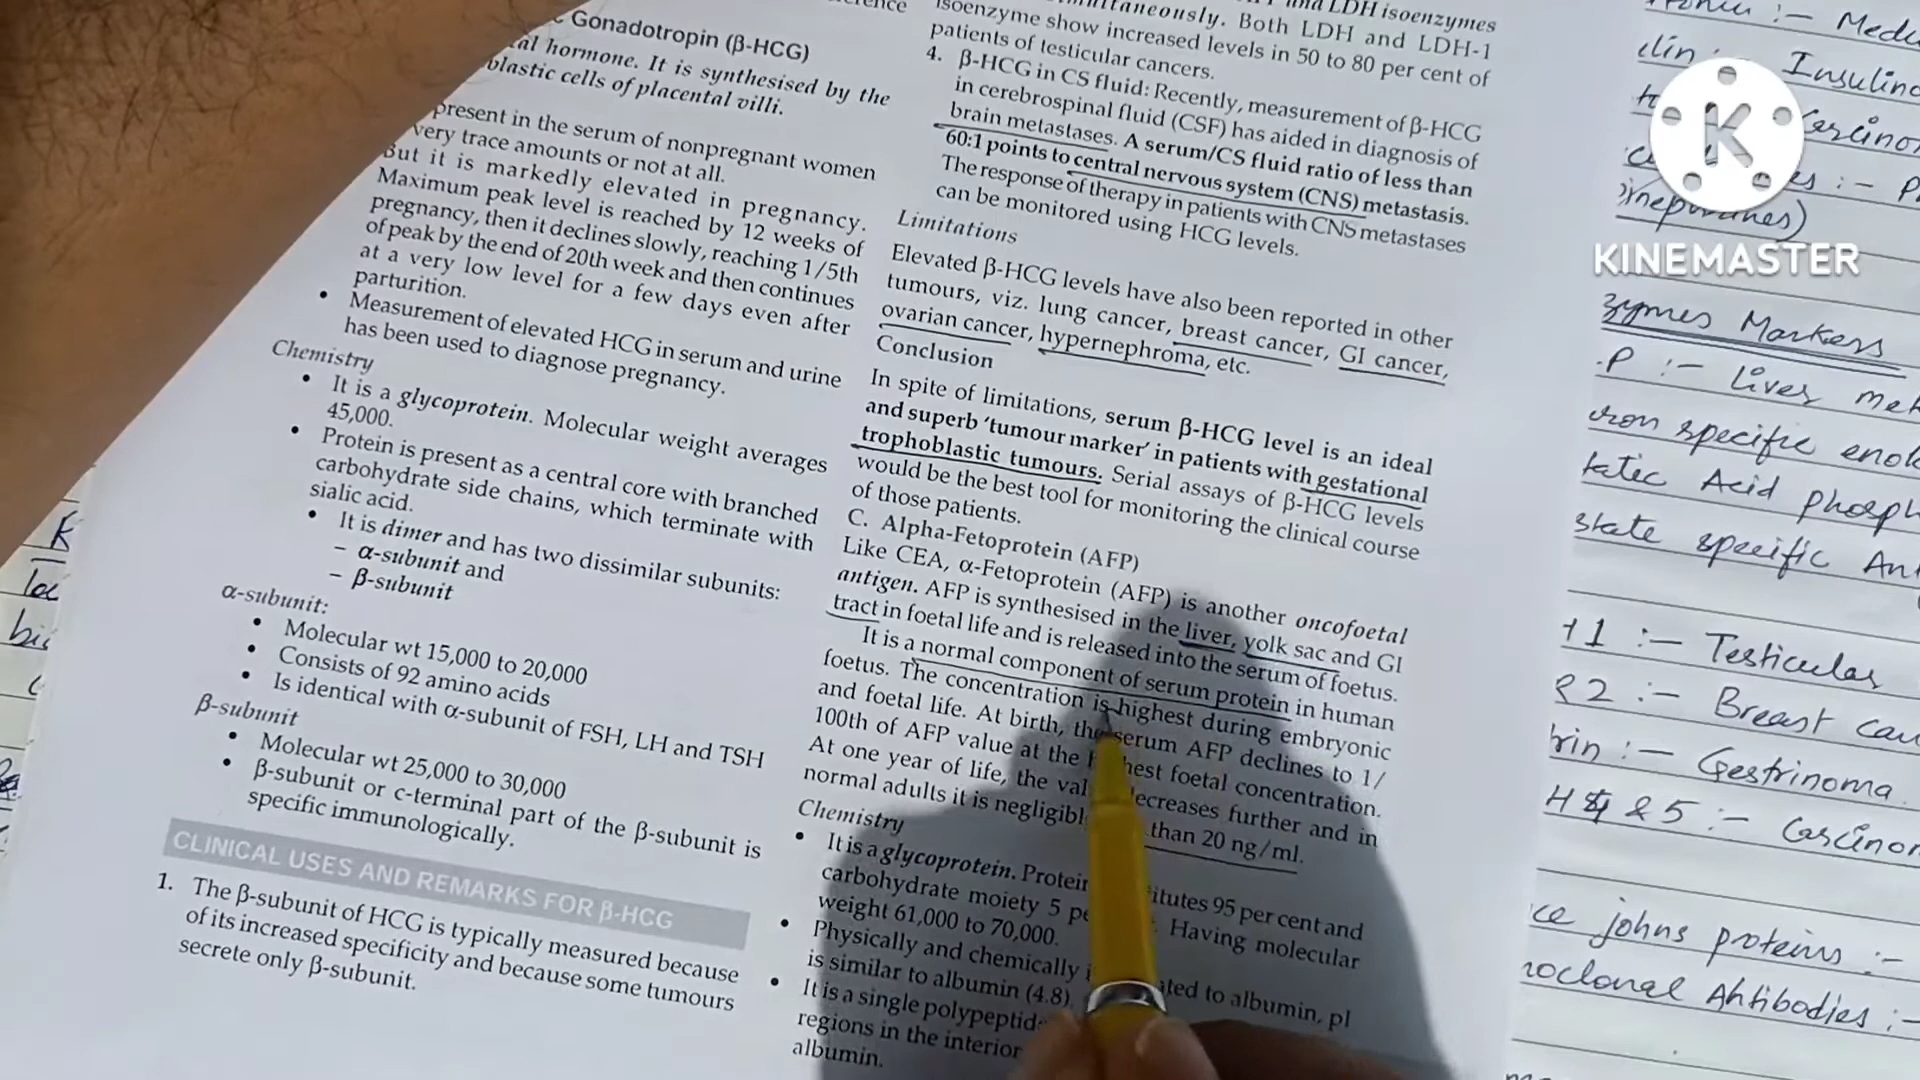 Gonadotropin (β-HCG)
hormone. It is synthesised by the
cells of placental villi.
present in the serum of nonpregnant women
very trace amounts or not at all.
But it is markedly elevated in pregnancy.
Maximum peak level is reached by 12 weeks of
pregnancy, then it declines slowly, reaching 1/5th
of peak by the end of 20th week and then continues
at a very low level for a few days even after
parturition.
• Measurement of elevated HCG in serum and urine
has been used to diagnose pregnancy.
Chemistry
• It is a glycoprotein. Molecular weight averages
45,000.
• Protein is present as a central core with branched
carbohydrate side chains, which terminate with
sialic acid.
• It is dimer and has two dissimilar subunits:
– α-subunit and
– β-subunit
α-subunit:
• Molecular wt 15,000 to 20,000
• Consists of 92 amino acids
• Is identical with α-subunit of FSH, LH and TSH
β-subunit
• Molecular wt 25,000 to 30,000
• β-subunit or c-terminal part of the β-subunit is
specific immunologically.
CLINICAL USES AND REMARKS FOR β-HCG
1. The β-subunit of HCG is typically measured because
of its increased specificity and because some tumours
secrete only β-subunit.
and LDH isoenzymes
simultaneously. Both LDH and LDH-1
isoenzyme show increased levels in 50 to 80 per cent of
patients of testicular cancers.
4. β-HCG in CS fluid: Recently, measurement of β-HCG
in cerebrospinal fluid (CSF) has aided in diagnosis of
brain metastases. A serum/CS fluid ratio of less than
60:1 points to central nervous system (CNS) metastasis.
The response of therapy in patients with CNS metastases
can be monitored using HCG levels.
Limitations
Elevated β-HCG levels have also been reported in other
tumours, viz. lung cancer, breast cancer, GI cancer,
ovarian cancer, hypernephroma, etc.
Conclusion
In spite of limitations, serum β-HCG level is an ideal
and superb 'tumour marker' in patients with gestational
trophoblastic tumours. Serial assays of β-HCG levels
would be the best tool for monitoring the clinical course
of those patients.
C. Alpha-Fetoprotein (AFP)
Like CEA, α-Fetoprotein (AFP) is another oncofoetal
antigen. AFP is synthesised in the liver, yolk sac and GI
tract in foetal life and is released into the serum of foetus.
It is a normal component of serum protein in human
foetus. The concentration is highest during embryonic
and foetal life. At birth, the serum AFP declines to 1/
100th of AFP value at the highest foetal concentration.
At one year of life, the decreases further and in
normal adults it is than 20 ng/ml.
Chemistry
• It is a glycoprotein. 95 per cent and
carbohydrate moiety 5 Having molecular
weight 61,000 to 70,000.
• Physically and chemically to albumin, pI
is similar to albumin (4.8)
• It is a single
regions in the interior
albumin.
:- Medu
Insulino
Carcino
:- P
KINEMASTER
zymes Markers
.P :- Liver met
specific enol
tatic Acid phosph
state specific An
+1 :- Testicular
& 2 :- Breast can
trin :- Gestrinoma.
& 5 :- Carcino
ce johns proteins :-
noclonal Antibodies :-